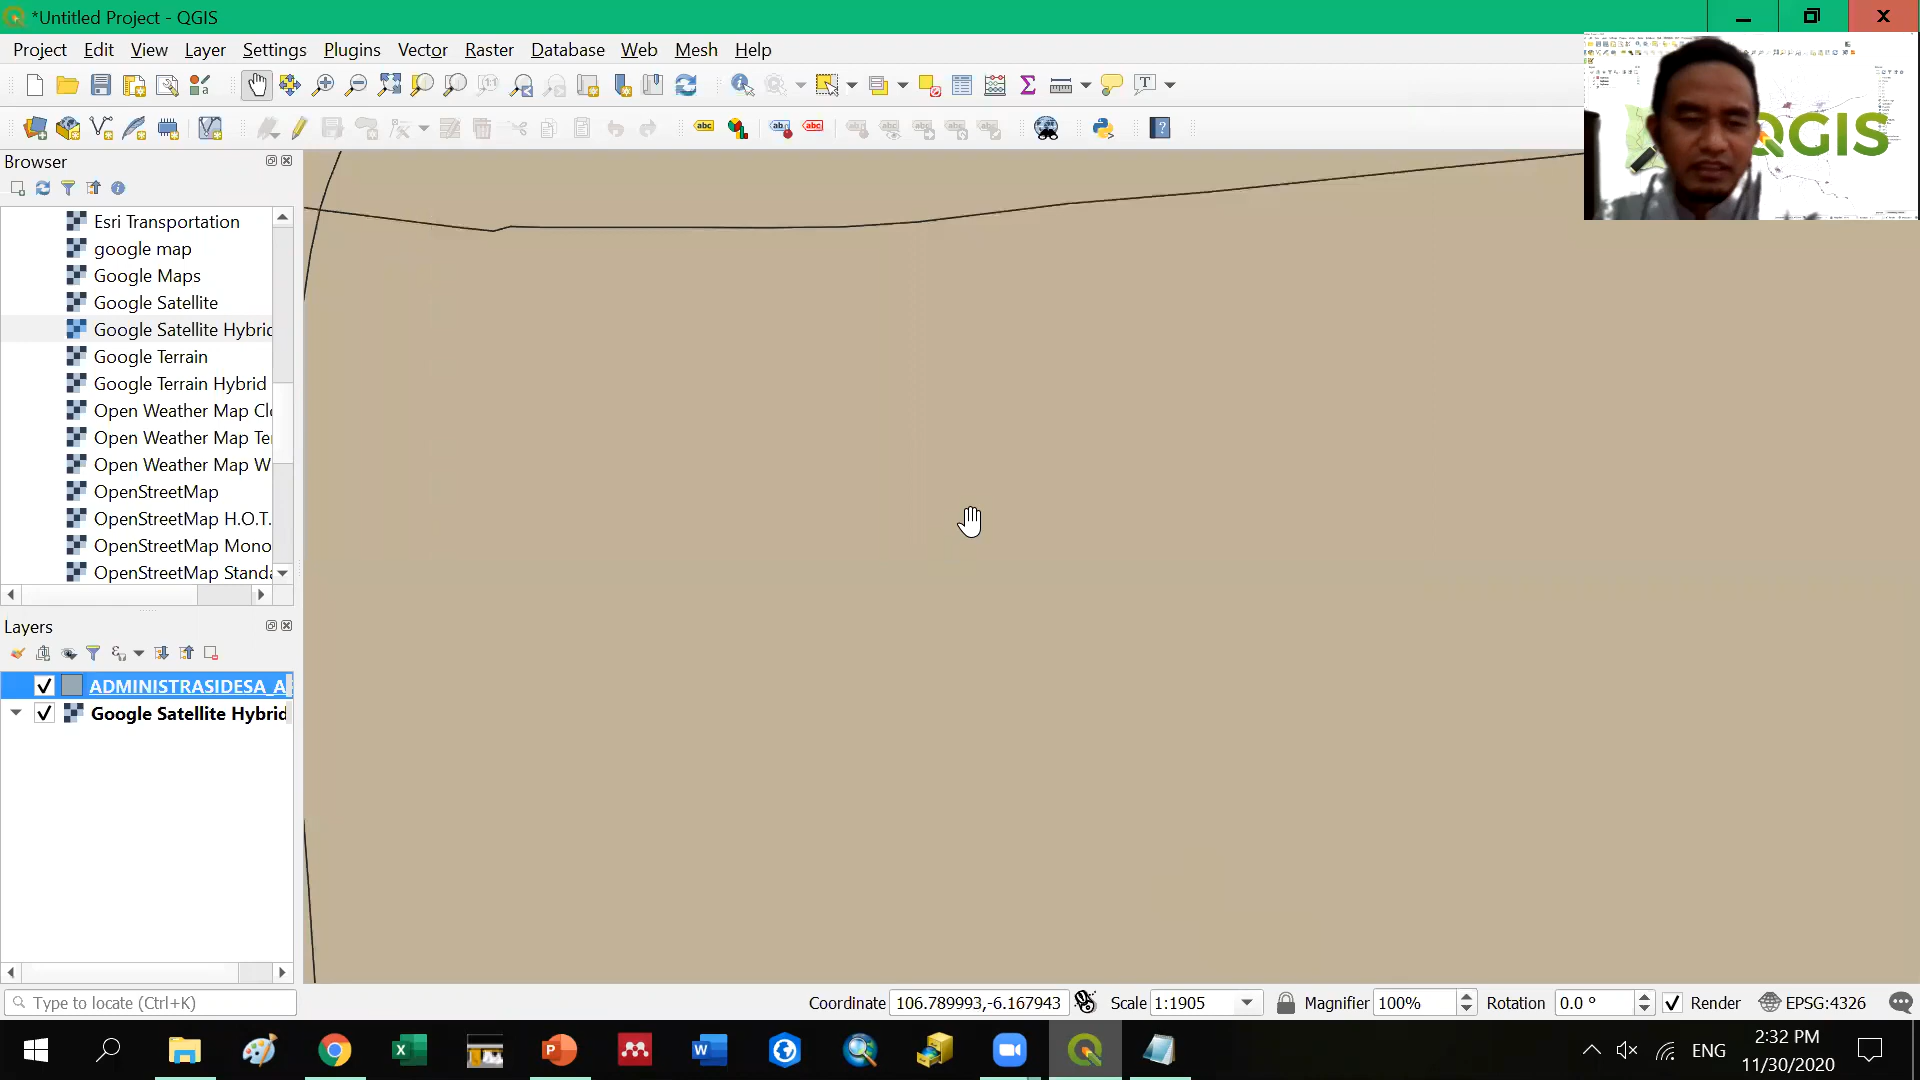 *Untitled Project - QGIS
Project Edit View Layer Settings Plugins Vector Raster Database Web Mesh Help
QGIS
Browser
Esri Transportation
google map
Google Maps
Google Satellite
Google Satellite Hybrid
Google Terrain
Google Terrain Hybrid
Open Weather Map Cl
Open Weather Map Te
Open Weather Map W
OpenStreetMap
OpenStreetMap H.O.T.
OpenStreetMap Mono
OpenStreetMap Stand
Layers
ADMINISTRASIDESA_A
Google Satellite Hybrid
Type to locate (Ctrl+K)
Coordinate 106.789993,-6.167943 Scale 1:1905 Magnifier 100% Rotation 0.0 ° Render EPSG:4326
ENG
2:32 PM
11/30/2020